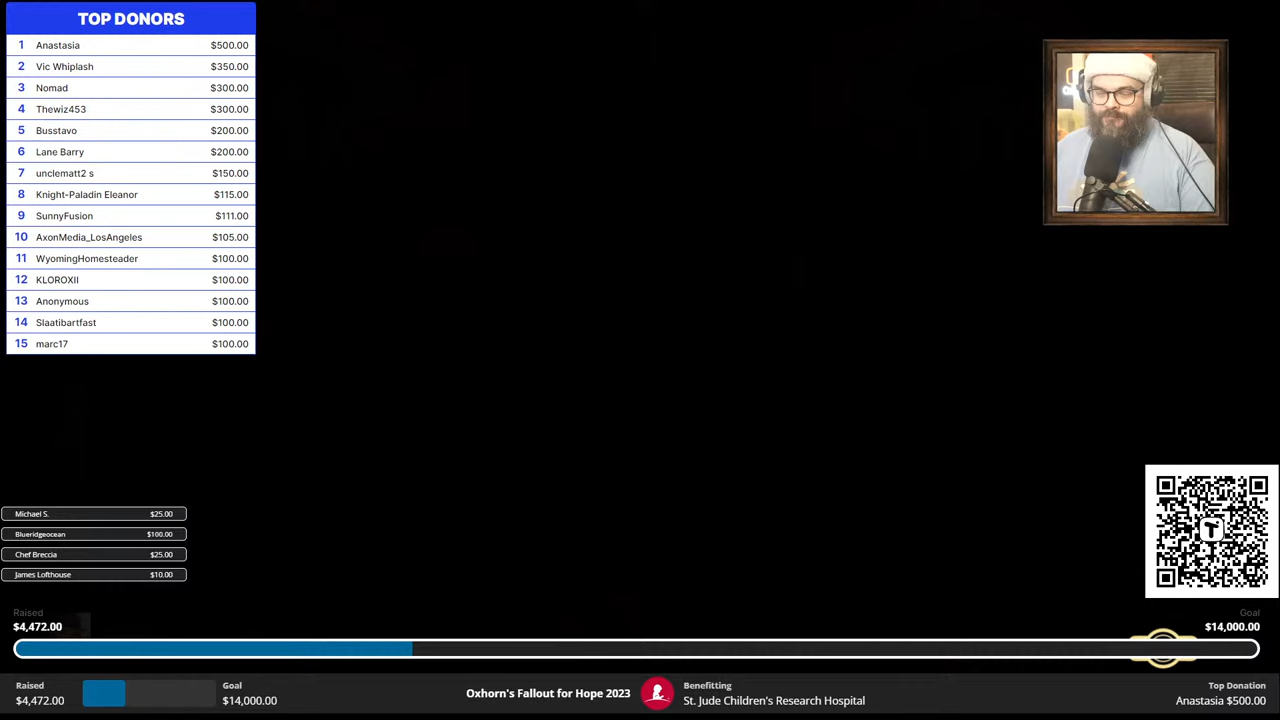 TOP DONORS
1 Anastasia $500.00
2 Vic Whiplash $350.00
3 Nomad $300.00
4 Thewiz453 $300.00
5 Busstavo $200.00
6 Lane Barry $200.00
7 unclematt2 s $150.00
8 Knight-Paladin Eleanor $115.00
9 SunnyFusion $111.00
10 AxonMedia_LosAngeles $105.00
11 WyomingHomesteader $100.00
12 KLOROXII $100.00
13 Anonymous $100.00
14 Slaatibartfast $100.00
15 marc17 $100.00
Michael S. $25.00
Blueridgeocean $100.00
Chef Breccia $25.00
James Lofthouse $10.00
Raised Goal
$4,472.00 $14,000.00
Raised Goal
$4,472.00 $14,000.00
Oxhorn's Fallout for Hope 2023
Benefitting
St. Jude Children's Research Hospital
Top Donation
Anastasia $500.00